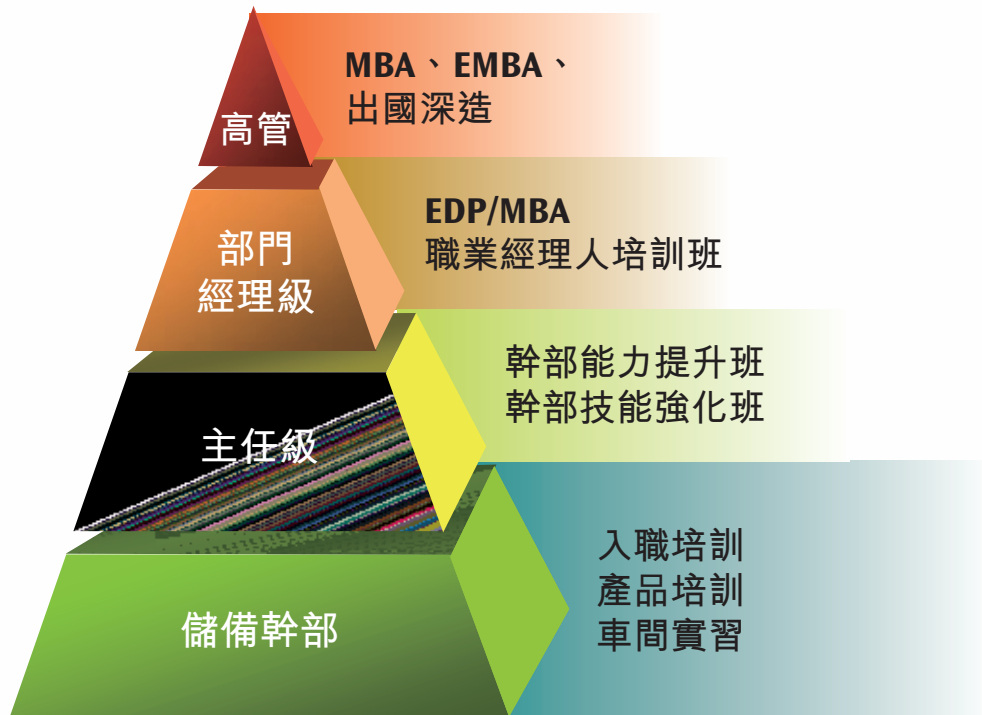 高管
MBA、EMBA、
出國深造
部門
經理級
EDP/MBA
職業經理人培訓班
主任級
幹部能力提升班
幹部技能強化班
儲備幹部
入職培訓
產品培訓
車間實習